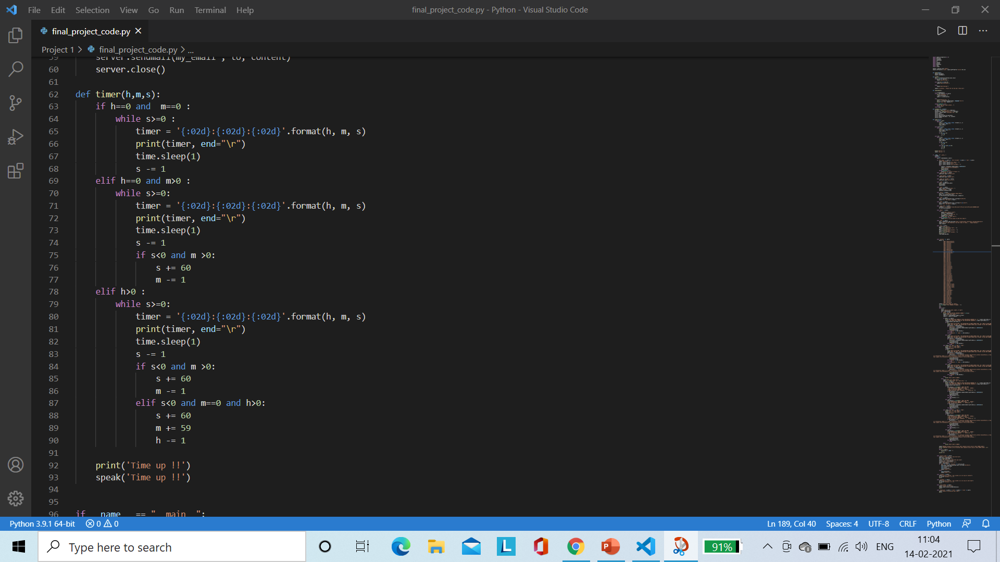 File Edit Selection View Go Run Terminal Help
final_project_code.py - Python - Visual Studio Code
final_project_code.py
Project 1 > final_project_code.py > ...
59 server.sendmail(my_email , to, content)
60 server.close()
61
62 def timer(h,m,s):
63 if h==0 and  m==0 :
64 while s>=0 :
65 timer = '{:02d}:{:02d}:{:02d}'.format(h, m, s)
66 print(timer, end="\r")
67 time.sleep(1)
68 s -= 1
69 elif h==0 and m>0 :
70 while s>=0:
71 timer = '{:02d}:{:02d}:{:02d}'.format(h, m, s)
72 print(timer, end="\r")
73 time.sleep(1)
74 s -= 1
75 if s<0 and m >0:
76 s += 60
77 m -= 1
78 elif h>0 :
79 while s>=0:
80 timer = '{:02d}:{:02d}:{:02d}'.format(h, m, s)
81 print(timer, end="\r")
82 time.sleep(1)
83 s -= 1
84 if s<0 and m >0:
85 s += 60
86 m -= 1
87 elif s<0 and m==0 and h>0:
88 s += 60
89 m += 59
90 h -= 1
91
92 print('Time up !!')
93 speak('Time up !!')
94
95
96 if __name__ == "__main__":
Python 3.9.1 64-bit 0 0 Ln 189, Col 40 Spaces: 4 UTF-8 CRLF Python
Type here to search
91%
ENG
11:04
14-02-2021